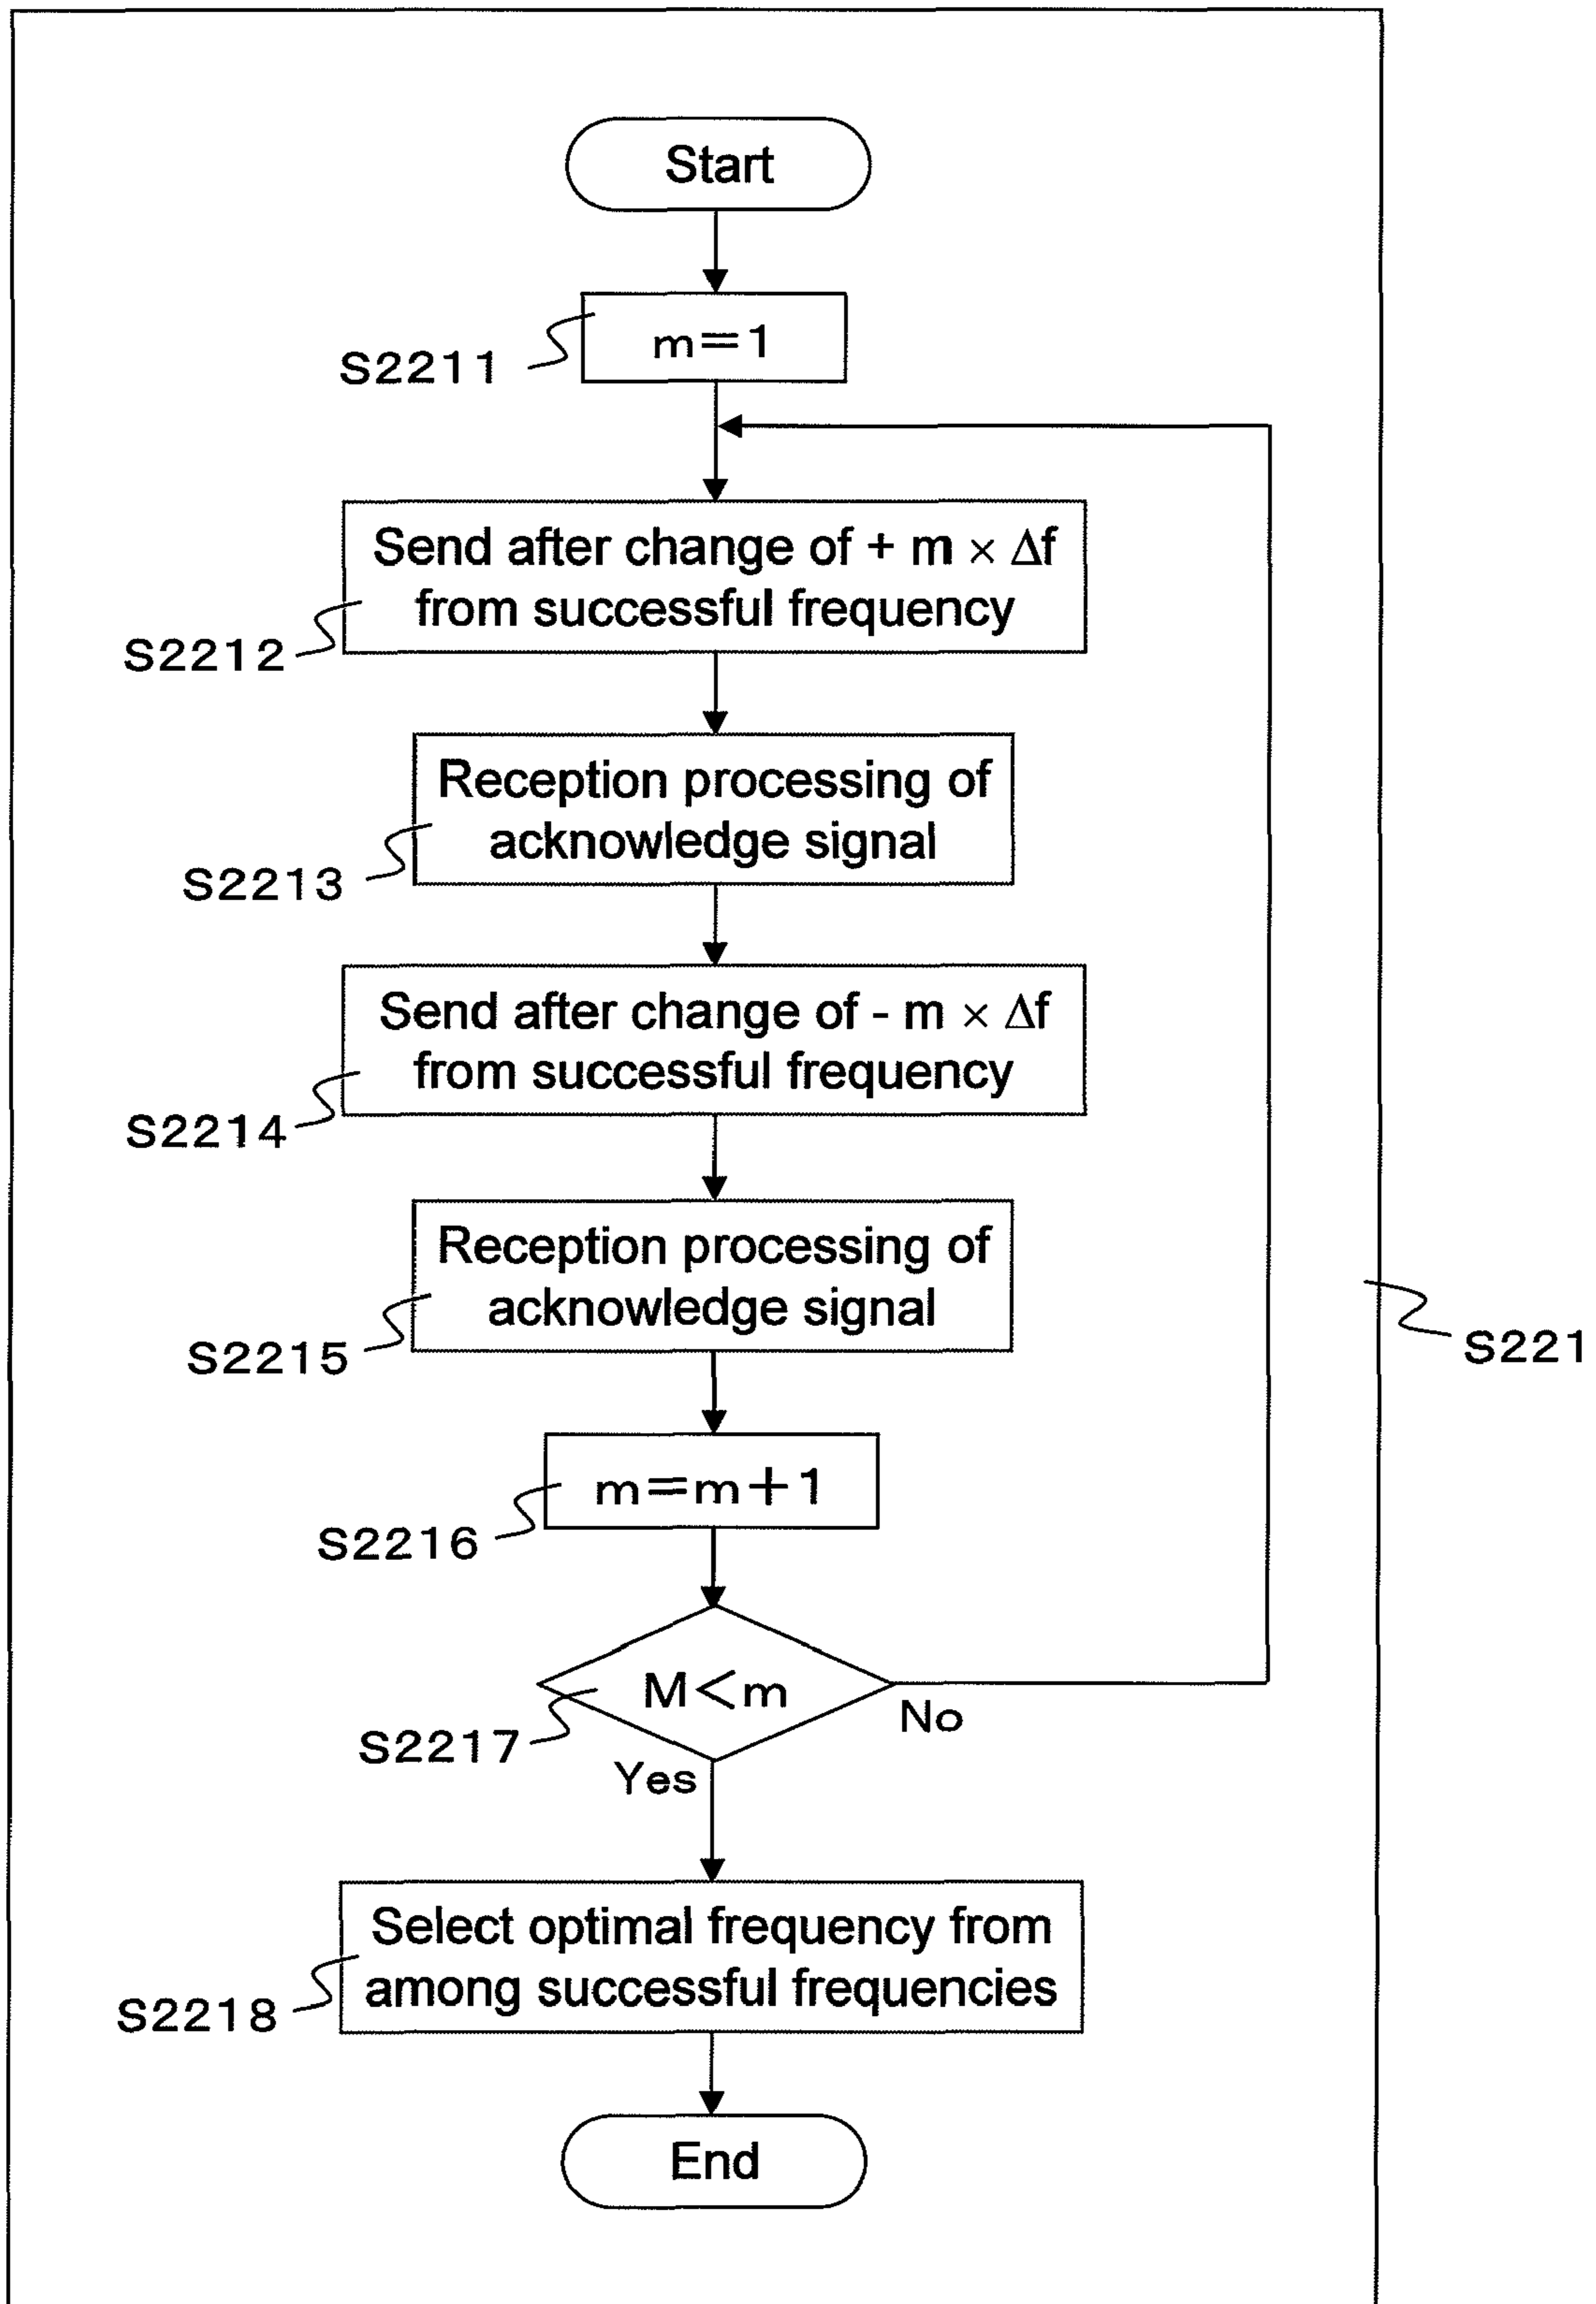 Start
m=1
S2211
Send after change of + m × Δf
from successful frequency
S2212
Reception processing of
acknowledge signal
S2213
Send after change of - m × Δf
from successful frequency
S2214
Reception processing of
acknowledge signal
S2215
S221
m=m+1
S2216
M<m
No
S2217
Yes
Select optimal frequency from
among successful frequencies
S2218
End